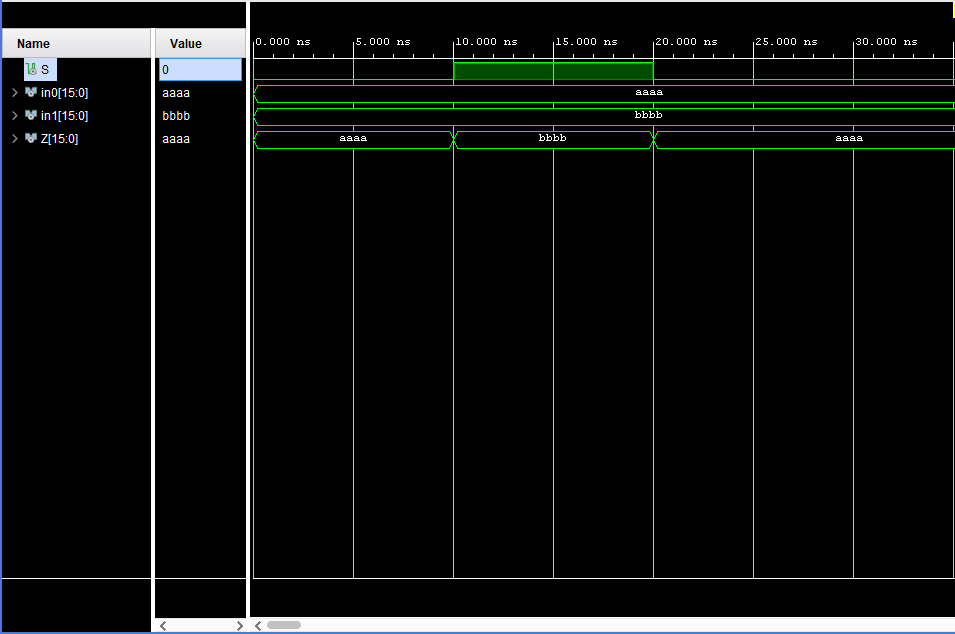 Name Value
0.000 ns 5.000 ns 10.000 ns 15.000 ns 20.000 ns 25.000 ns 30.000 ns
S 0
in0[15:0] aaaa aaaa
in1[15:0] bbbb bbbb
Z[15:0] aaaa aaaa bbbb aaaa